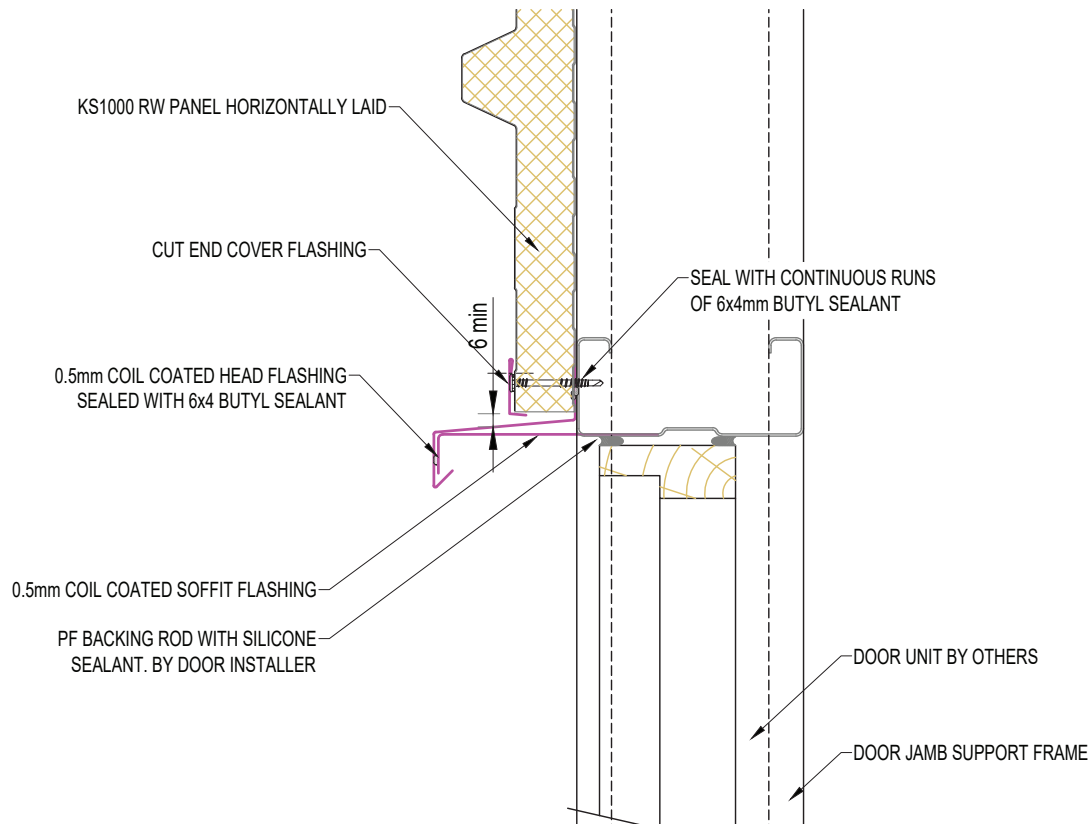 KS1000 RW PANEL HORIZONTALLY LAID
CUT END COVER FLASHING
SEAL WITH CONTINUOUS RUNS
OF 6x4mm BUTYL SEALANT
6 min
0.5mm COIL COATED HEAD FLASHING
SEALED WITH 6x4 BUTYL SEALANT
0.5mm COIL COATED SOFFIT FLASHING
PF BACKING ROD WITH SILICONE
SEALANT. BY DOOR INSTALLER
DOOR UNIT BY OTHERS
DOOR JAMB SUPPORT FRAME